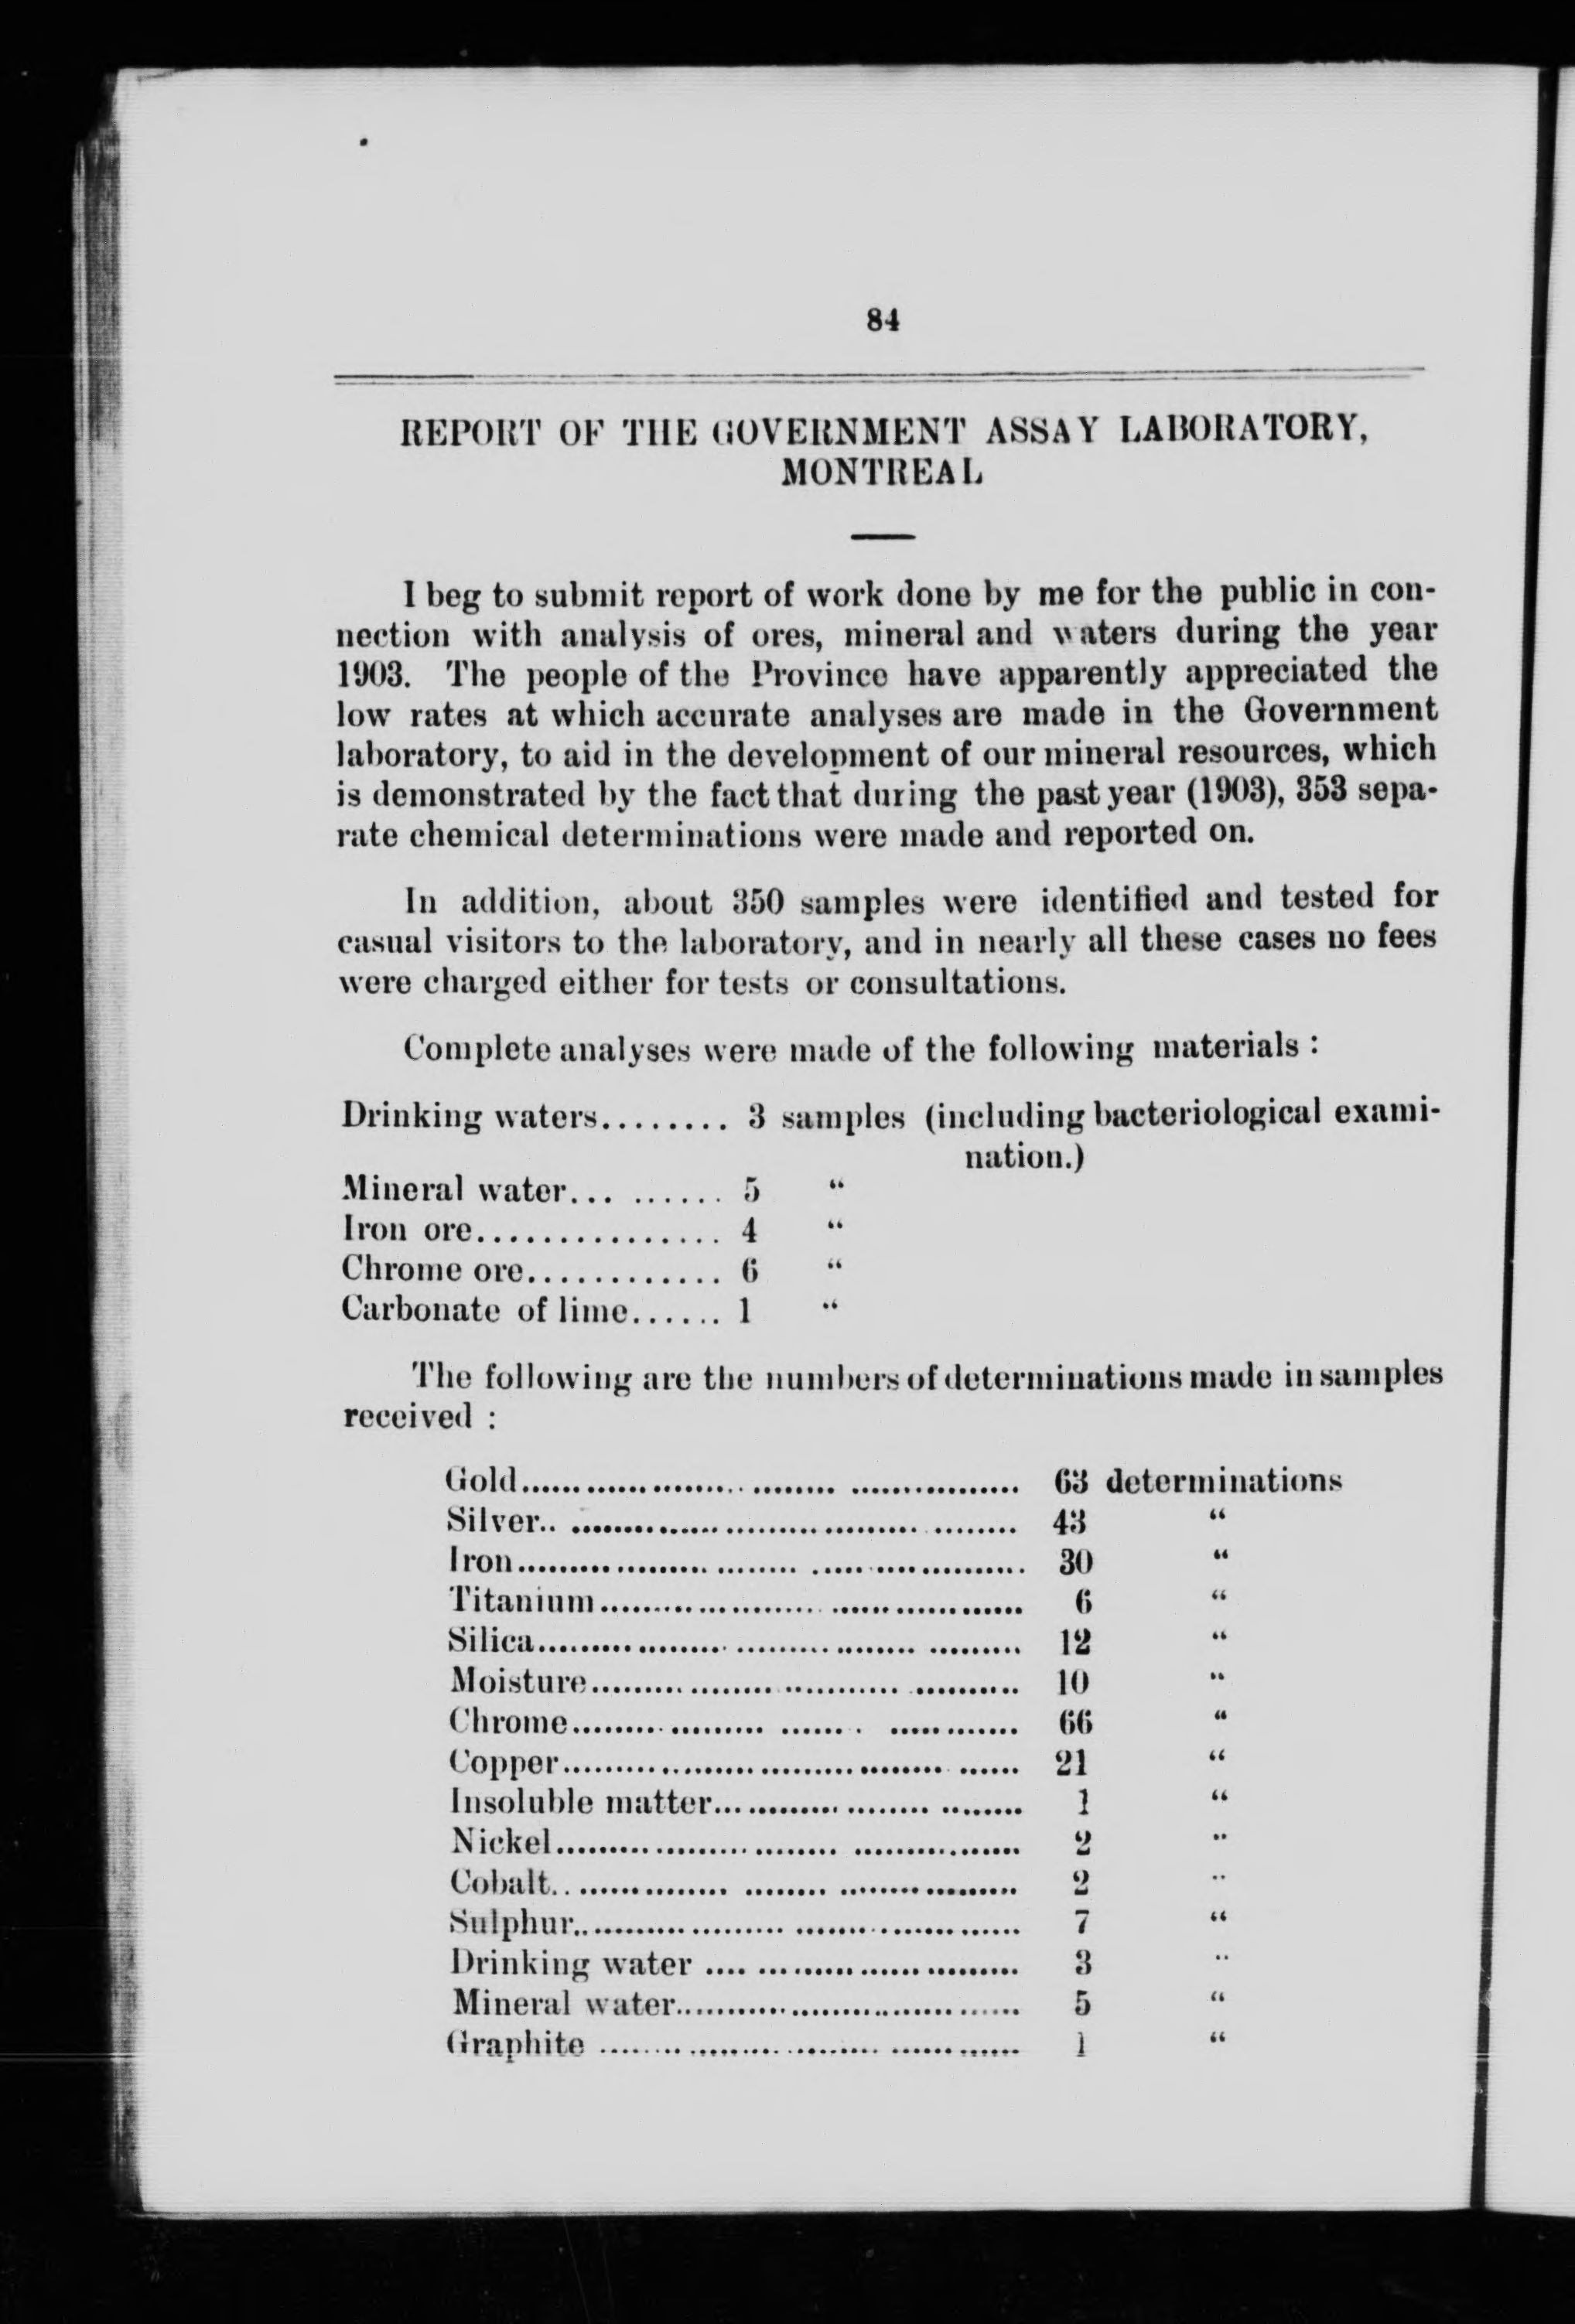 84
REPORT OF THE GOVERNMENT ASSAY LABORATORY,
MONTREAL
I beg to submit report of work done by me for the public in con-
nection with analysis of ores, mineral and waters during the year
1903. The people of the Province have apparently appreciated the
low rates at which accurate analyses are made in the Government
laboratory, to aid in the development of our mineral resources, which
is demonstrated by the fact that during the past year (1903), 353 sepa-
rate chemical determinations were made and reported on.
In addition, about 350 samples were identified and tested for
casual visitors to the laboratory, and in nearly all these cases no fees
were charged either for tests or consultations.
Complete analyses were made of the following materials :
Drinking waters........ 3 samples (including bacteriological exami-
nation.)
Mineral water... ....... 5 “
Iron ore............... 4 “
Chrome ore............ 6 “
Carbonate of lime...... 1 “
The following are the numbers of determinations made in samples
received :
Gold.................... 63 determinations
Silver.................... 43 “
Iron.................... 30 “
Titanium.................... 6 “
Silica.................... 12 “
Moisture.................... 10 “
Chrome.................... 66 “
Copper.................... 21 “
Insoluble matter.................... 1 “
Nickel.................... 2 “
Cobalt.................... 2 “
Sulphur.................... 7 “
Drinking water .................... 3 “
Mineral water.................... 5 “
Graphite .................... 1 “